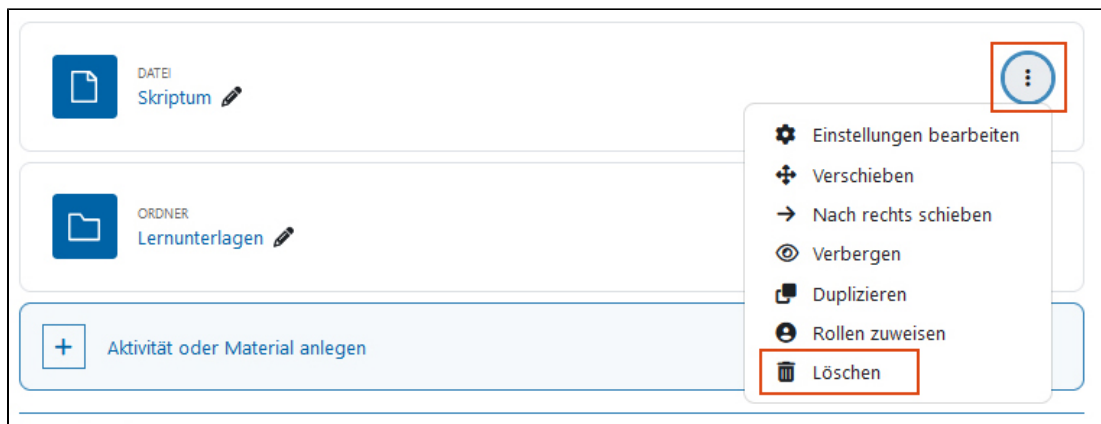 DATEI
Skriptum
Einstellungen bearbeiten
Verschieben
Nach rechts schieben
Verbergen
Duplizieren
Rollen zuweisen
Löschen
ORDNER
Lernunterlagen
Aktivität oder Material anlegen